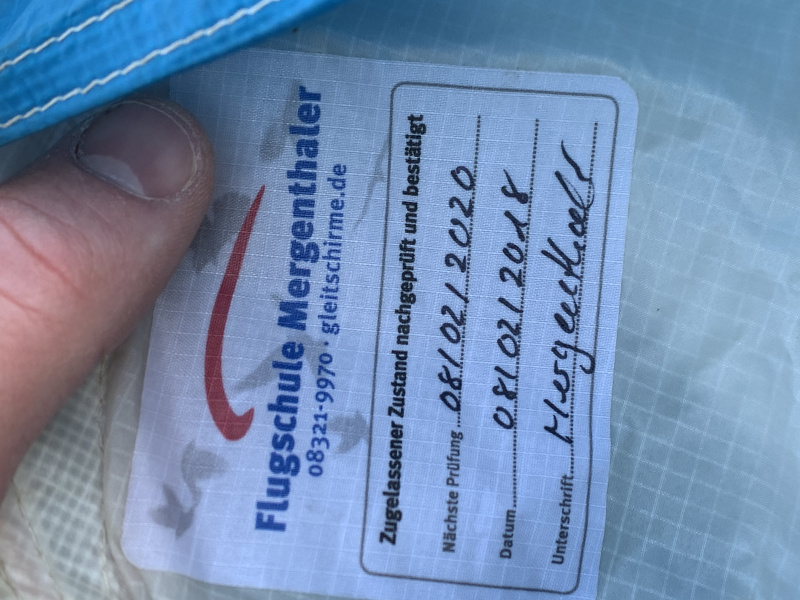 Flugschule Mergenthaler
08321-9970 · gleitschirme.de
Zugelassener Zustand nachgeprüft und bestätigt
Nächste Prüfung 08/02/2020
Datum 08/02/2018
Unterschrift